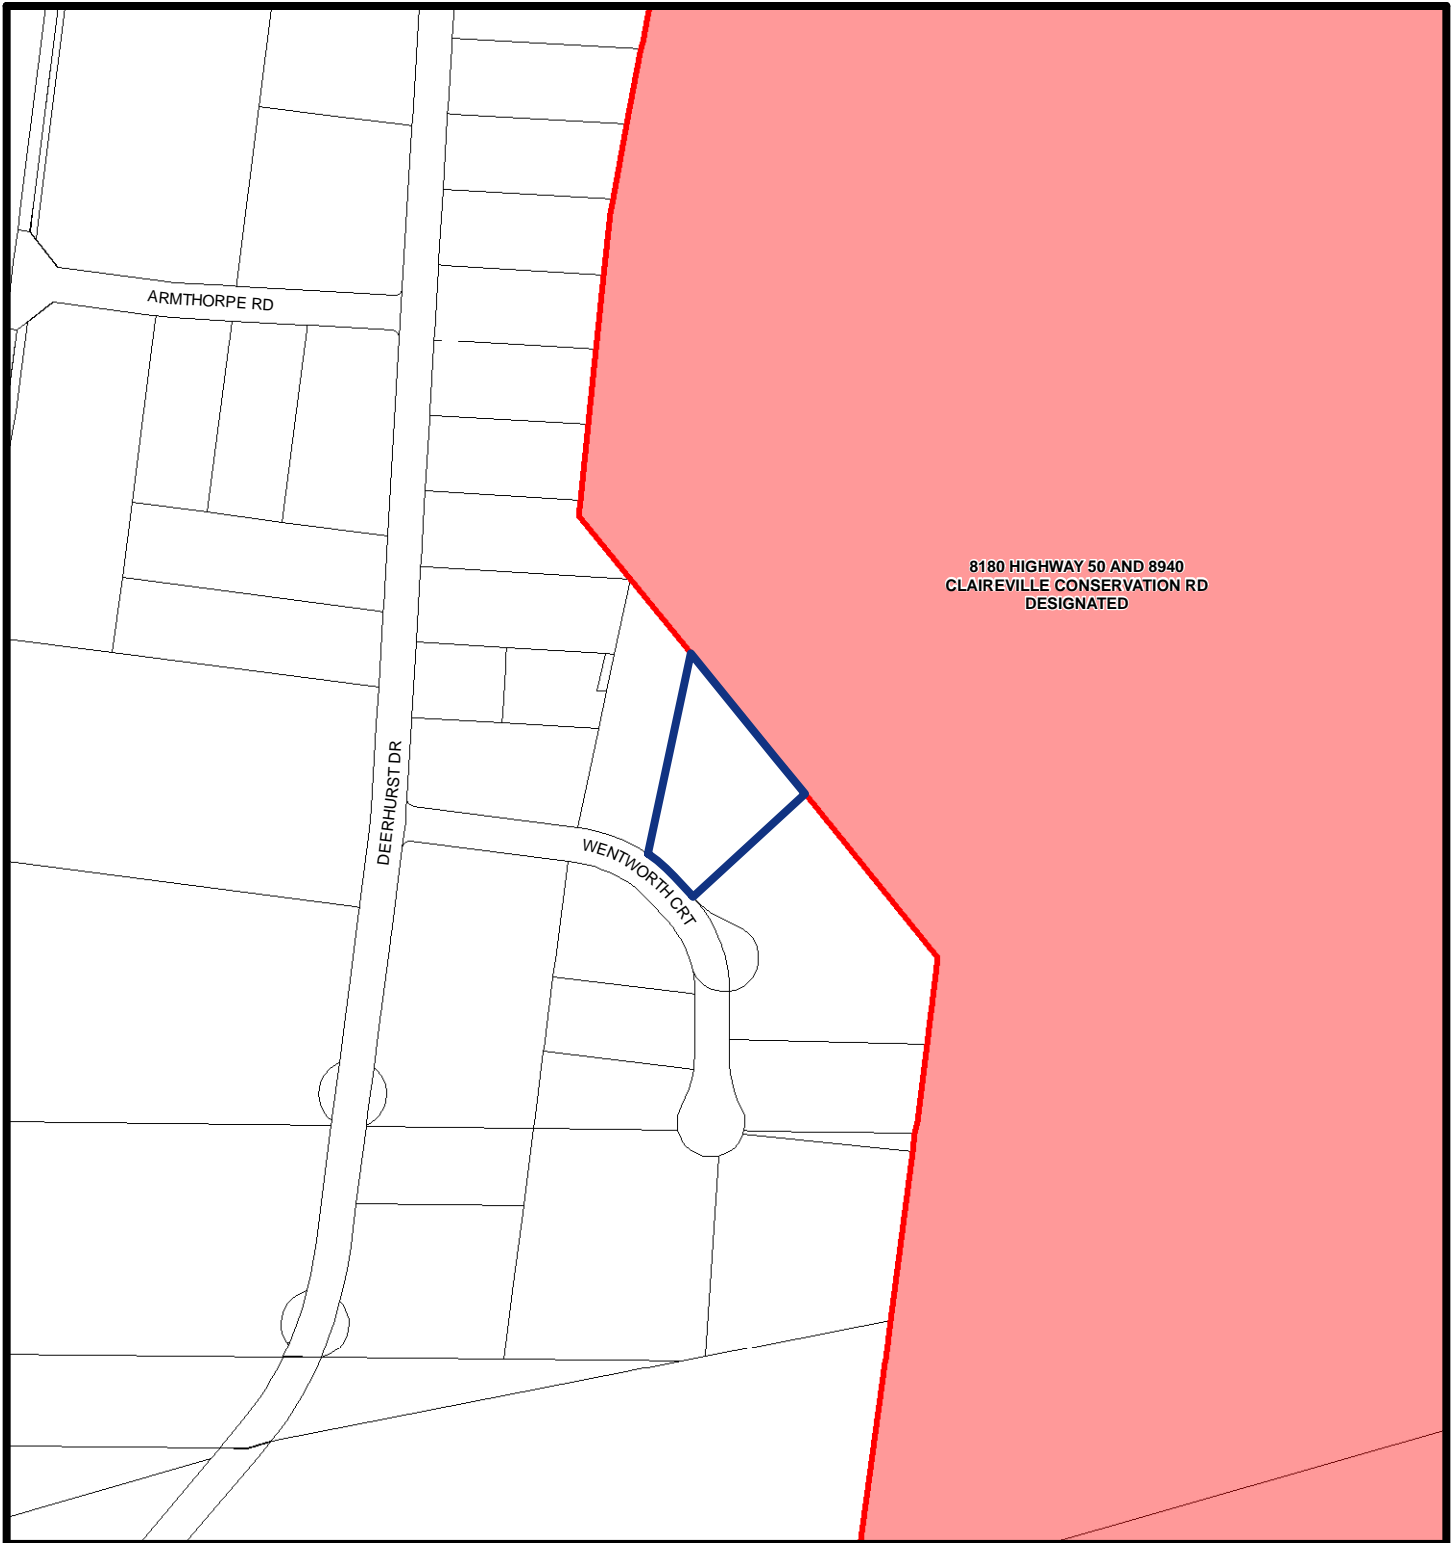 ARMTHORPE RD
8180 HIGHWAY 50 AND 8940
CLAIREVILLE CONSERVATION RD
DESIGNATED
DEERHURST DR
WENTWORTH CRT